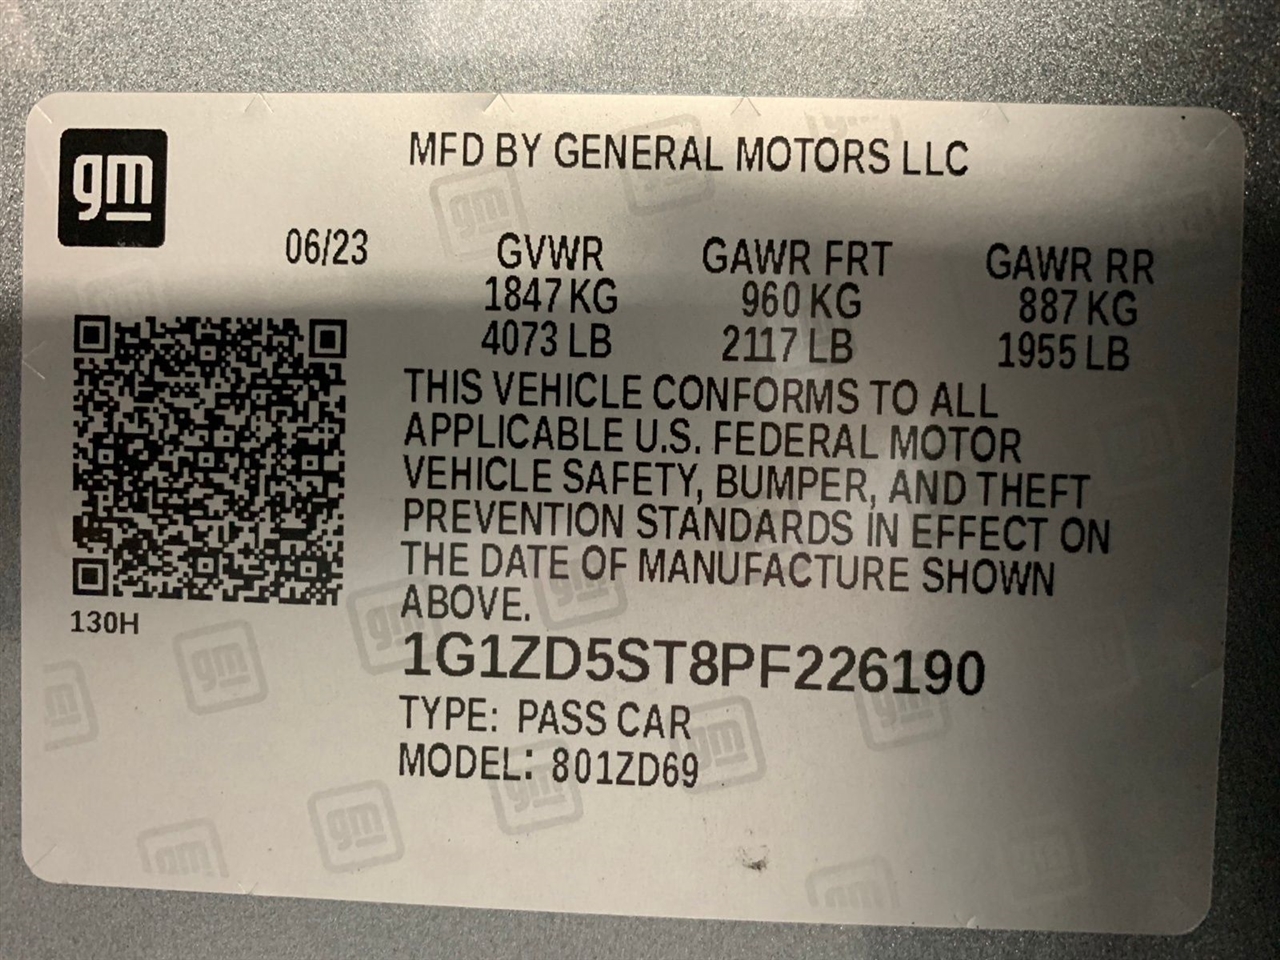 gm
MFD BY GENERAL MOTORS LLC
06/23
GVWR GAWR FRT GAWR RR
1847 KG 960 KG 887 KG
4073 LB 2117 LB 1955 LB
THIS VEHICLE CONFORMS TO ALL
APPLICABLE U.S. FEDERAL MOTOR
VEHICLE SAFETY, BUMPER, AND THEFT
PREVENTION STANDARDS IN EFFECT ON
THE DATE OF MANUFACTURE SHOWN
ABOVE.
130H
1G1ZD5ST8PF226190
TYPE: PASS CAR
MODEL: 801ZD69